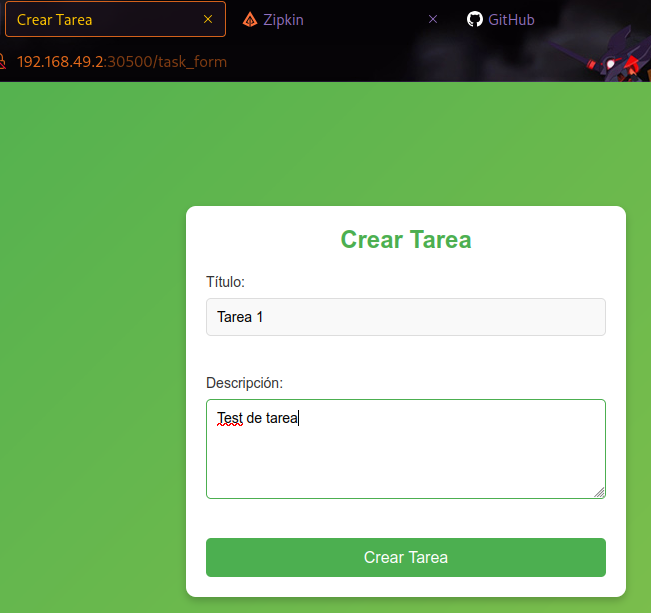 Crear Tarea
Zipkin
GitHub
192.168.49.2:30500/task_form
Crear Tarea
Título:
Tarea 1
Descripción:
Test de tarea
Crear Tarea